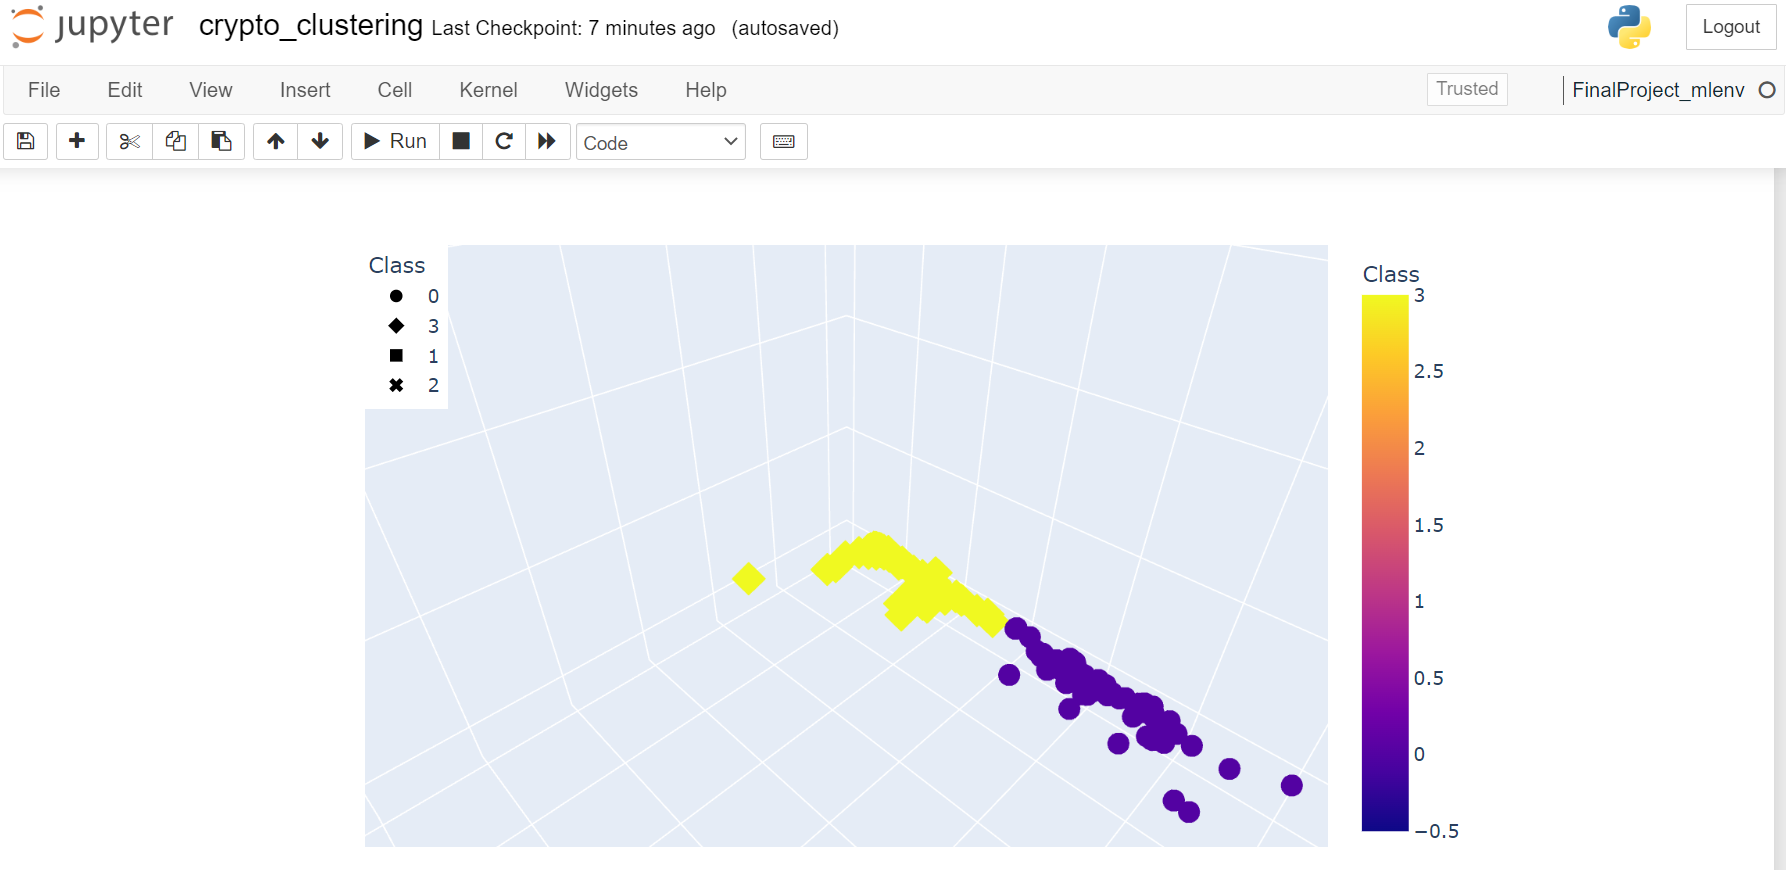 jupyter crypto_clustering Last Checkpoint: 7 minutes ago (autosaved) Logout
File Edit View Insert Cell Kernel Widgets Help Trusted FinalProject_mlenv
Run Code
Class
0
3
1
2
Class
3
2.5
2
1.5
1
0.5
0
−0.5